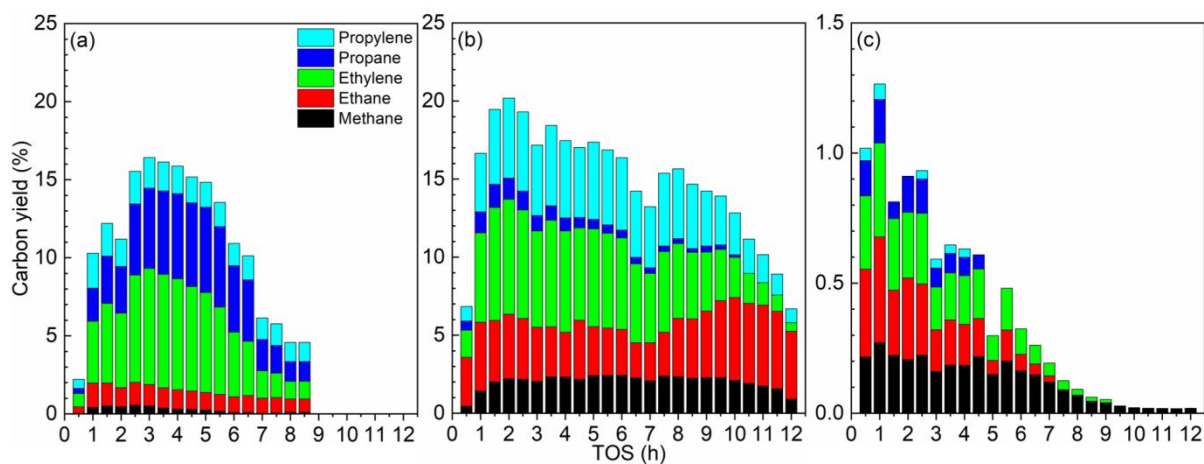 25
20
15
10
5
0
Carbon yield (%)
(a)
Propylene
Propane
Ethylene
Ethane
Methane
0 1 2 3 4 5 6 7 8 9 10 11 12
25
20
15
10
5
0
(b)
0 1 2 3 4 5 6 7 8 9 10 11 12
TOS (h)
1.5
1.0
0.5
0.0
(c)
0 1 2 3 4 5 6 7 8 9 10 11 12